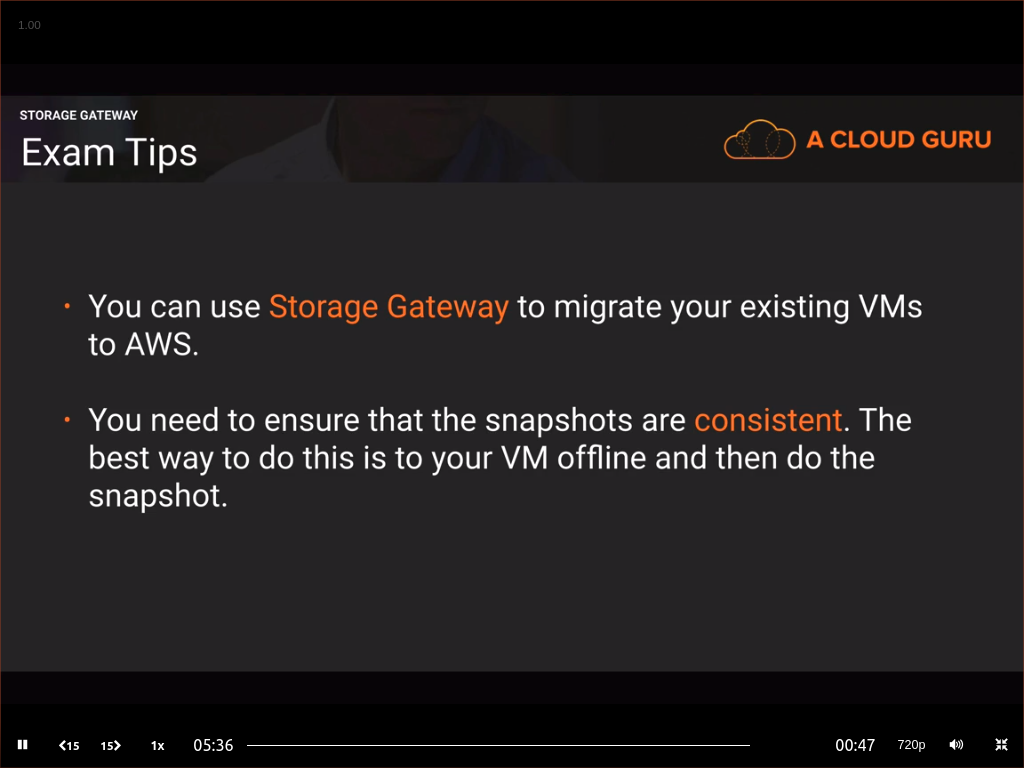 1.00
STORAGE GATEWAY
Exam Tips
A CLOUD GURU
• You can use Storage Gateway to migrate your existing VMs
to AWS.
• You need to ensure that the snapshots are consistent. The
best way to do this is to your VM offline and then do the
snapshot.
15 15 1x 05:36 00:47 720p